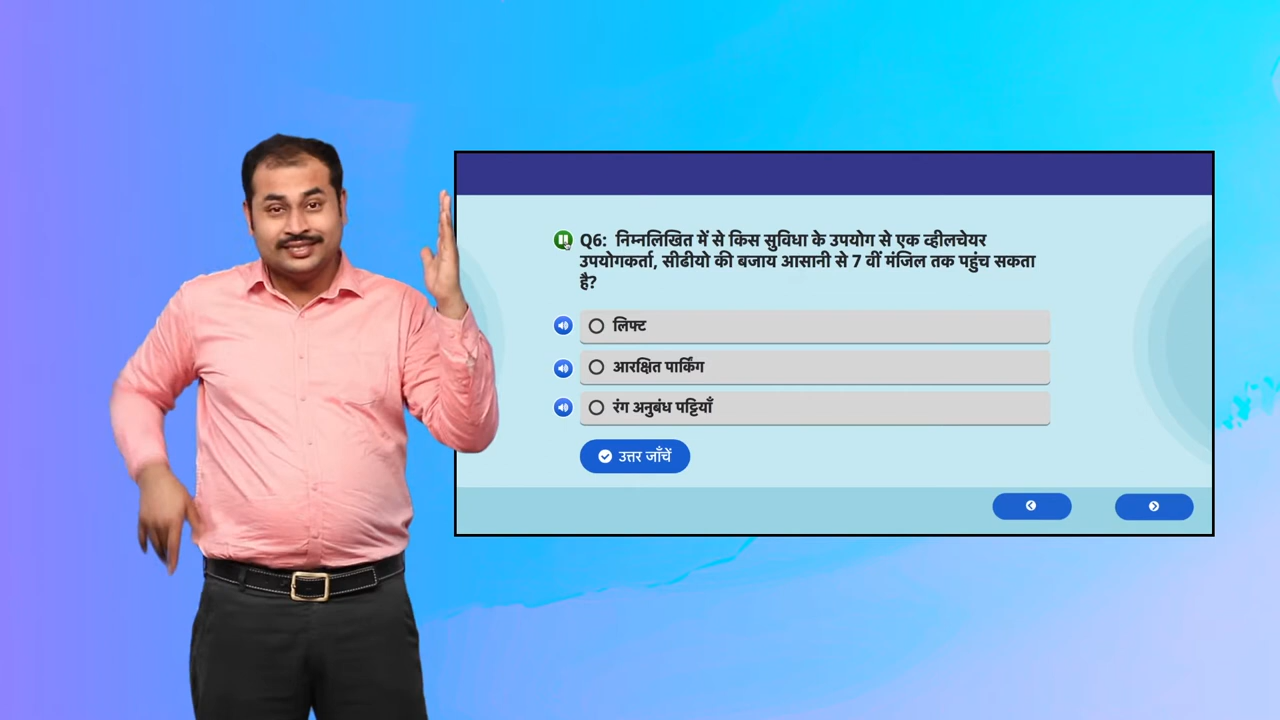 Q6: निम्नलिखित में से किस सुविधा के उपयोग से एक व्हीलचेयर
उपयोगकर्ता, सीढीयो की बजाय आसानी से 7 वीं मंजिल तक पहुंच सकता
है?
लिफ्ट
आरक्षित पार्किंग
रंग अनुबंध पट्टियाँ
उत्तर जाँचें